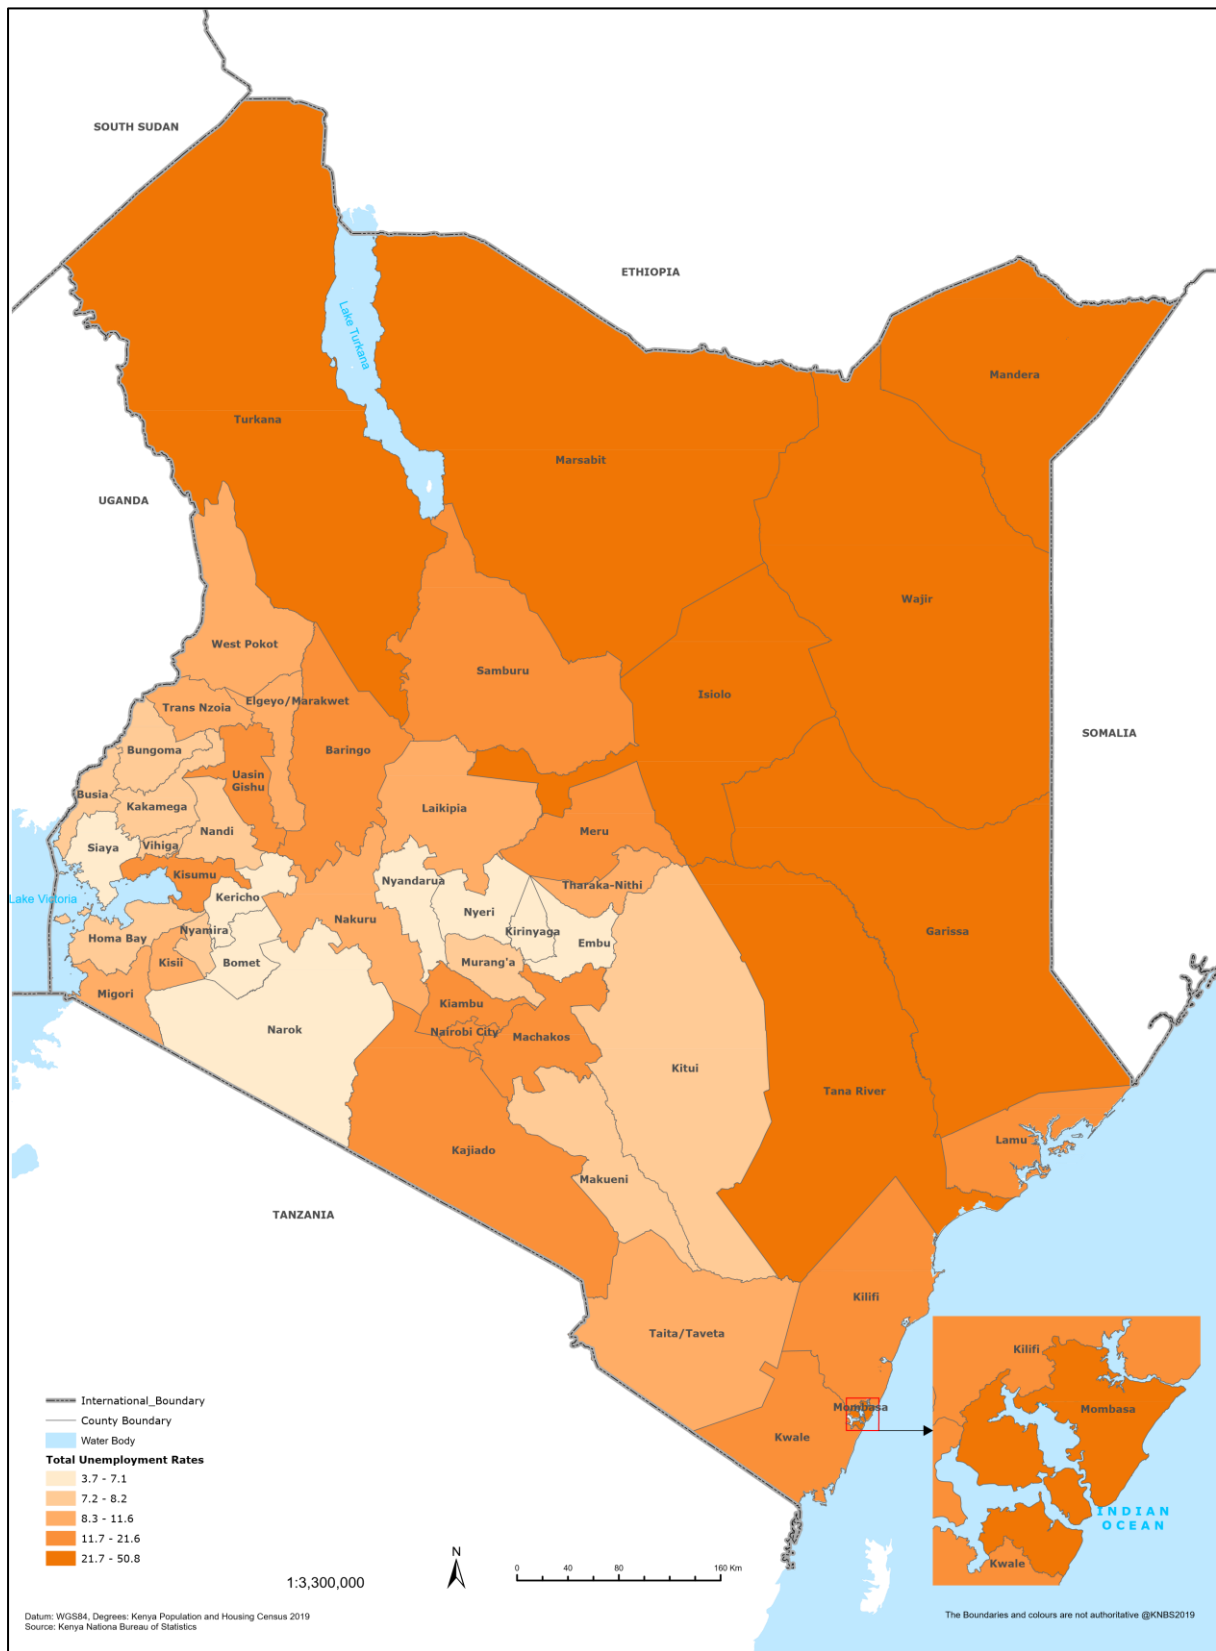 SOUTH SUDAN
ETHIOPIA
Lake Turkana
Mandera
Turkana
Marsabit
UGANDA
Wajir
West Pokot
Samburu
Isiolo
Elgeyo/Marakwet
Trans Nzoia
SOMALIA
Bungoma
Baringo
Uasin
Gishu
Busia
Kakamega
Laikipia
Nandi
Meru
Siaya
Vihiga
Kisumu
Nyandarua
Tharaka-Nithi
Lake Victoria
Kericho
Nyeri
Nakuru
Nyamira
Kirinyaga
Garissa
Homa Bay
Embu
Kisii
Bomet
Murang'a
Migori
Kiambu
Narok
Nairobi City
Machakos
Kitui
Tana River
Lamu
Kajiado
Makueni
TANZANIA
Kilifi
Taita/Taveta
Kilifi
Mombasa
Mombasa
Kwale
INDIAN
OCEAN
Kwale
International_Boundary
County Boundary
Water Body
Total Unemployment Rates
3.7 - 7.1
7.2 - 8.2
8.3 - 11.6
11.7 - 21.6
21.7 - 50.8
N
1:3,300,000
0 40 80 160 Km
Datum: WGS84, Degrees: Kenya Population and Housing Census 2019
Source: Kenya Nationa Bureau of Statistics
The Boundaries and colours are not authoritative @KNBS2019